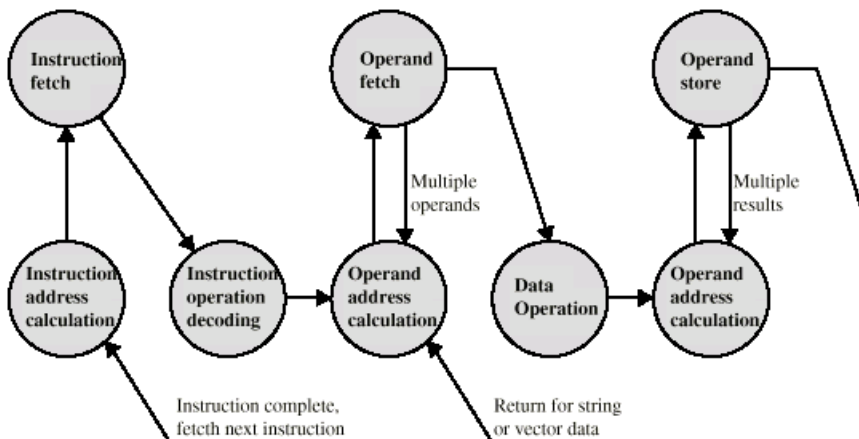 Instruction
fetch
Operand
fetch
Operand
store
Multiple
operands
Multiple
results
Instruction
address
calculation
Instruction
operation
decoding
Operand
address
calculation
Data
Operation
Operand
address
calculation
Instruction complete,
fetcth next instruction
Return for string
or vector data